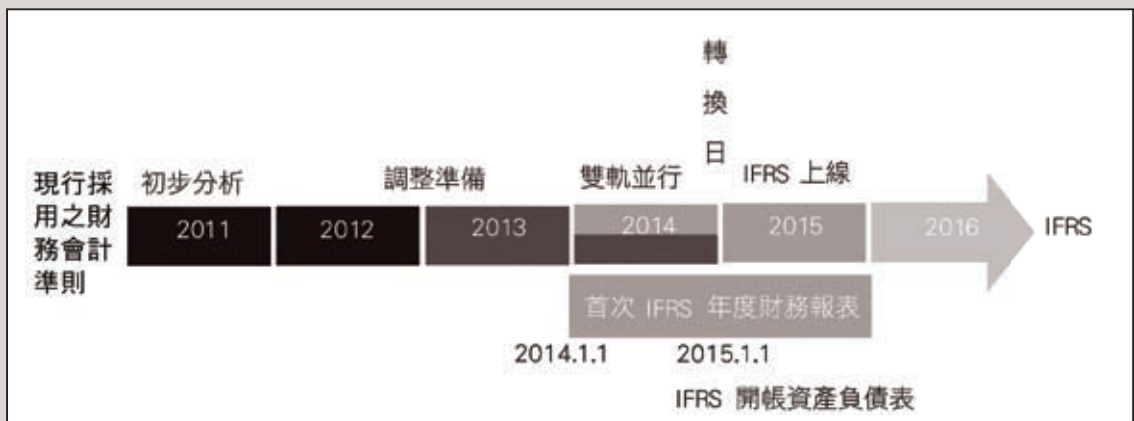 轉換日
現行採用之財務會計準則
初步分析
調整準備
雙軌並行
IFRS 上線
2011
2012
2013
2014
2015
2016
IFRS
首次 IFRS 年度財務報表
2014.1.1
2015.1.1
IFRS 開帳資產負債表